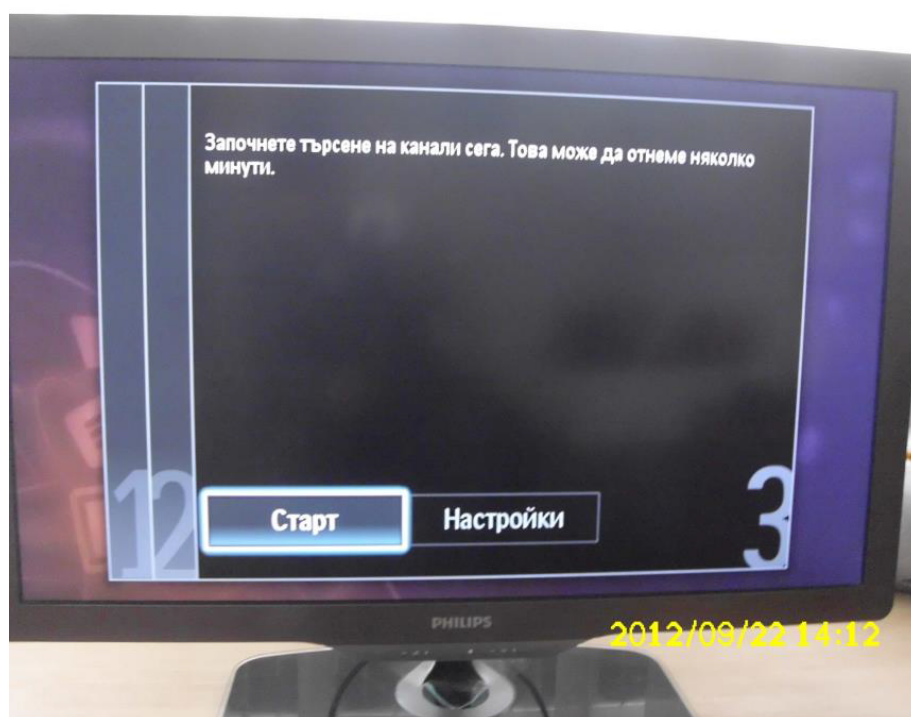 Започнете търсене на канали сега. Това може да отнеме няколко
минути.
12
3
Старт
Настройки
PHILIPS
2012/09/22 14:12